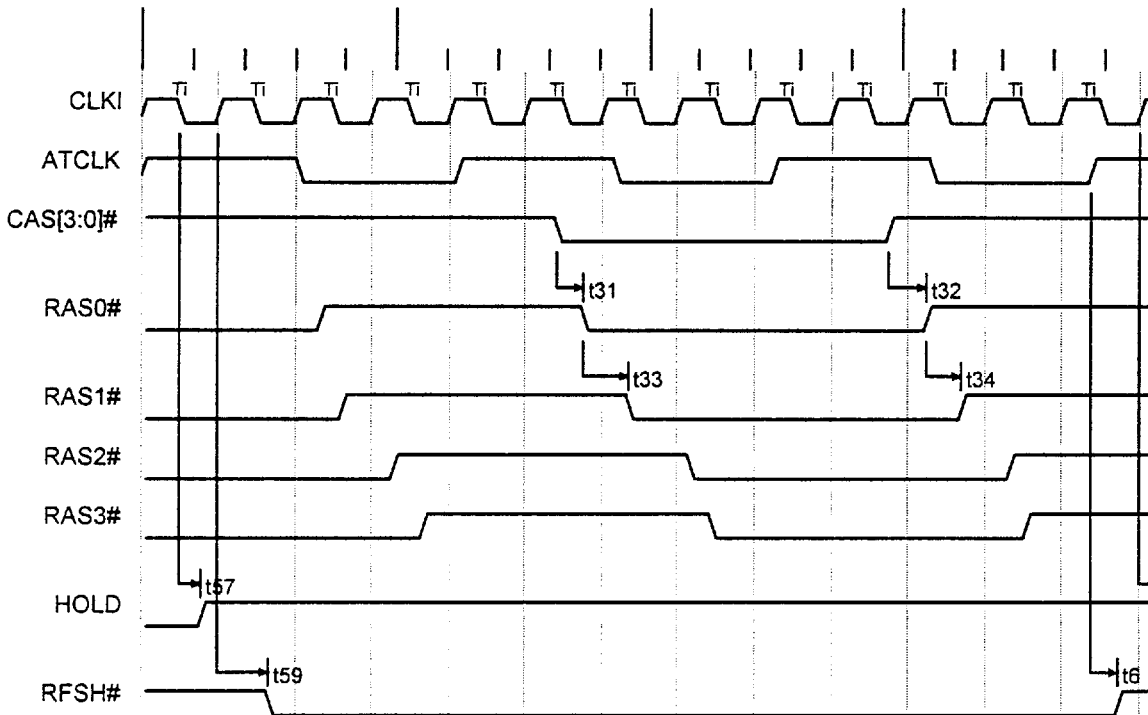 Ti Ti Ti Ti Ti Ti Ti Ti Ti Ti Ti Ti Ti
CLKI
ATCLK
CAS[3:0]#
t31 t32
RAS0#
t33 t34
RAS1#
RAS2#
RAS3#
t57
HOLD
t59 t6
RFSH#